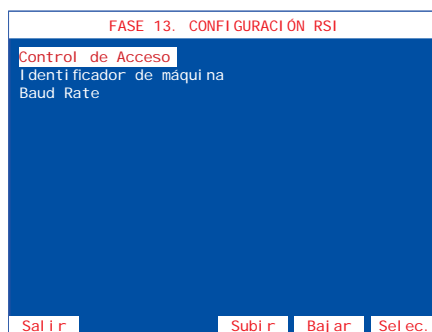 FASE 13. CONFIGURACIÓN RSI
Control de Acceso
Identificador de máquina
Baud Rate
Salir Subir Bajar Selec.